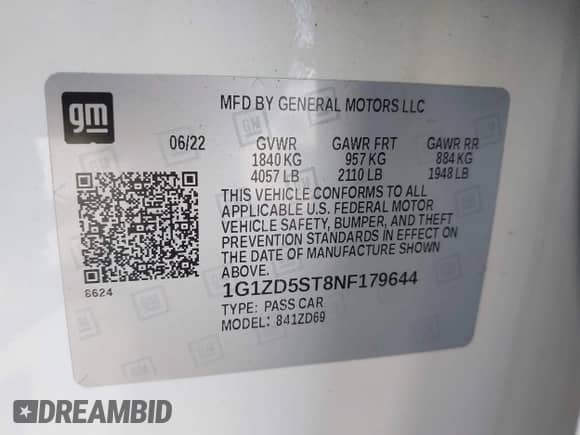 gm
MFD BY GENERAL MOTORS LLC
06/22 GVWR GAWR FRT GAWR RR
1840 KG 957 KG 884 KG
4057 LB 2110 LB 1948 LB
THIS VEHICLE CONFORMS TO ALL
APPLICABLE U.S. FEDERAL MOTOR
VEHICLE SAFETY, BUMPER, AND THEFT
PREVENTION STANDARDS IN EFFECT ON
THE DATE OF MANUFACTURE SHOWN
ABOVE.
8624
1G1ZD5ST8NF179644
TYPE: PASS CAR
MODEL: 841ZD69
DREAMBID